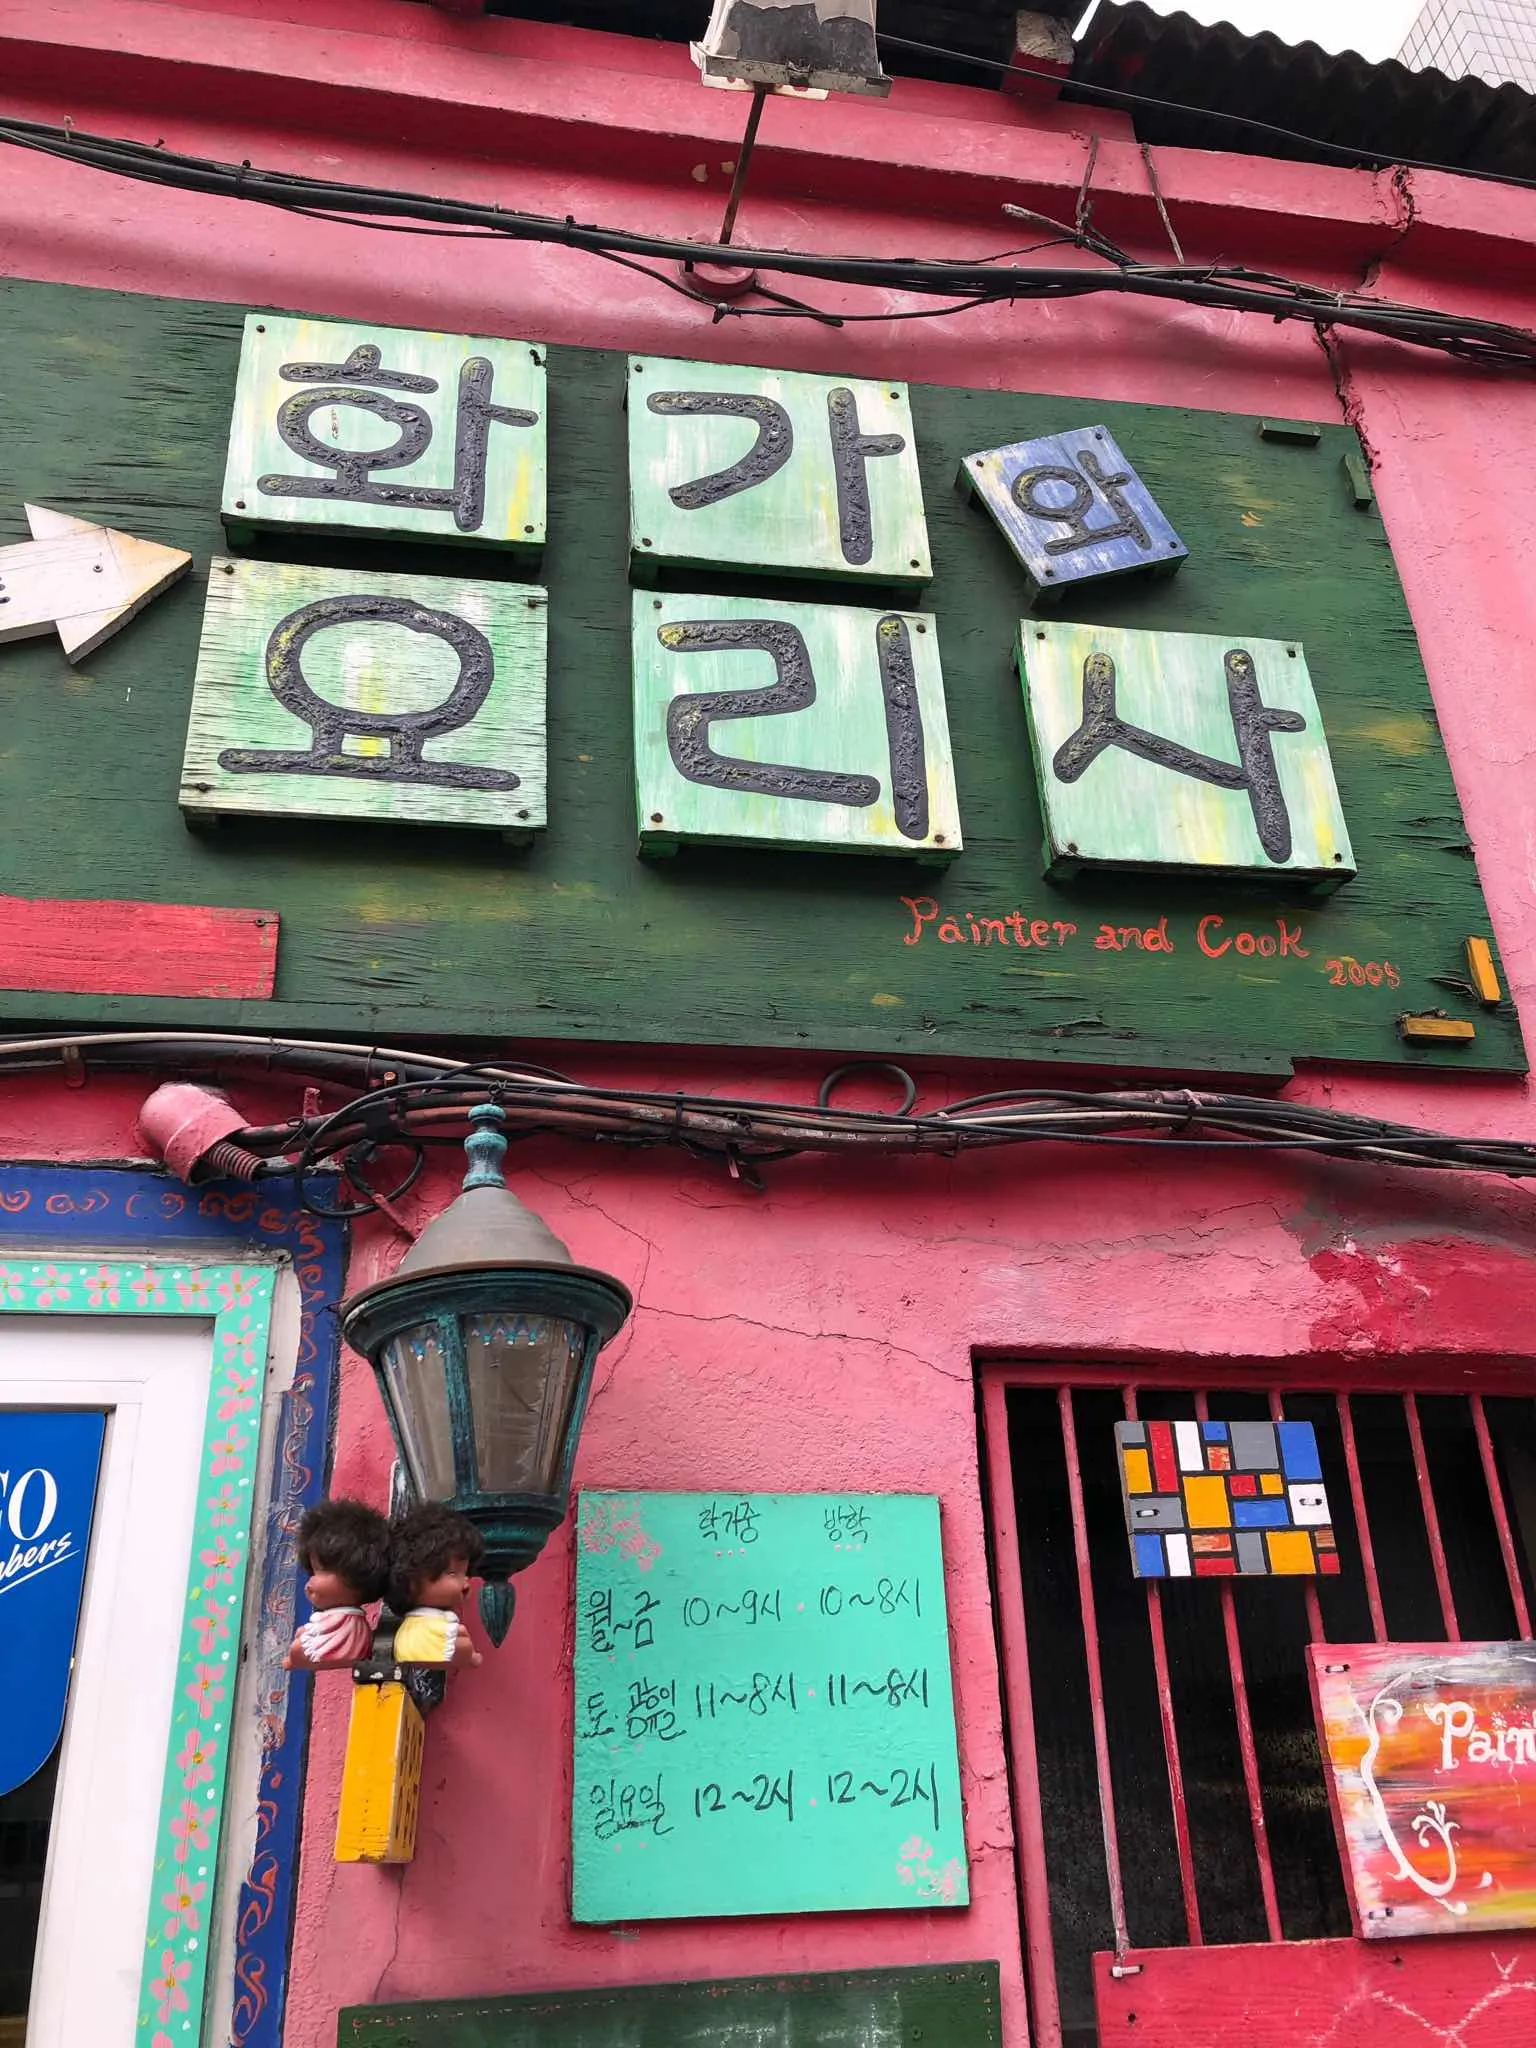 화가와
요리사
Painter and Cook
2008
학기중 방학
월~금 10~9시 · 10~8시
토·공휴일 11~8시 · 11~8시
일요일 12~2시 · 12~2시